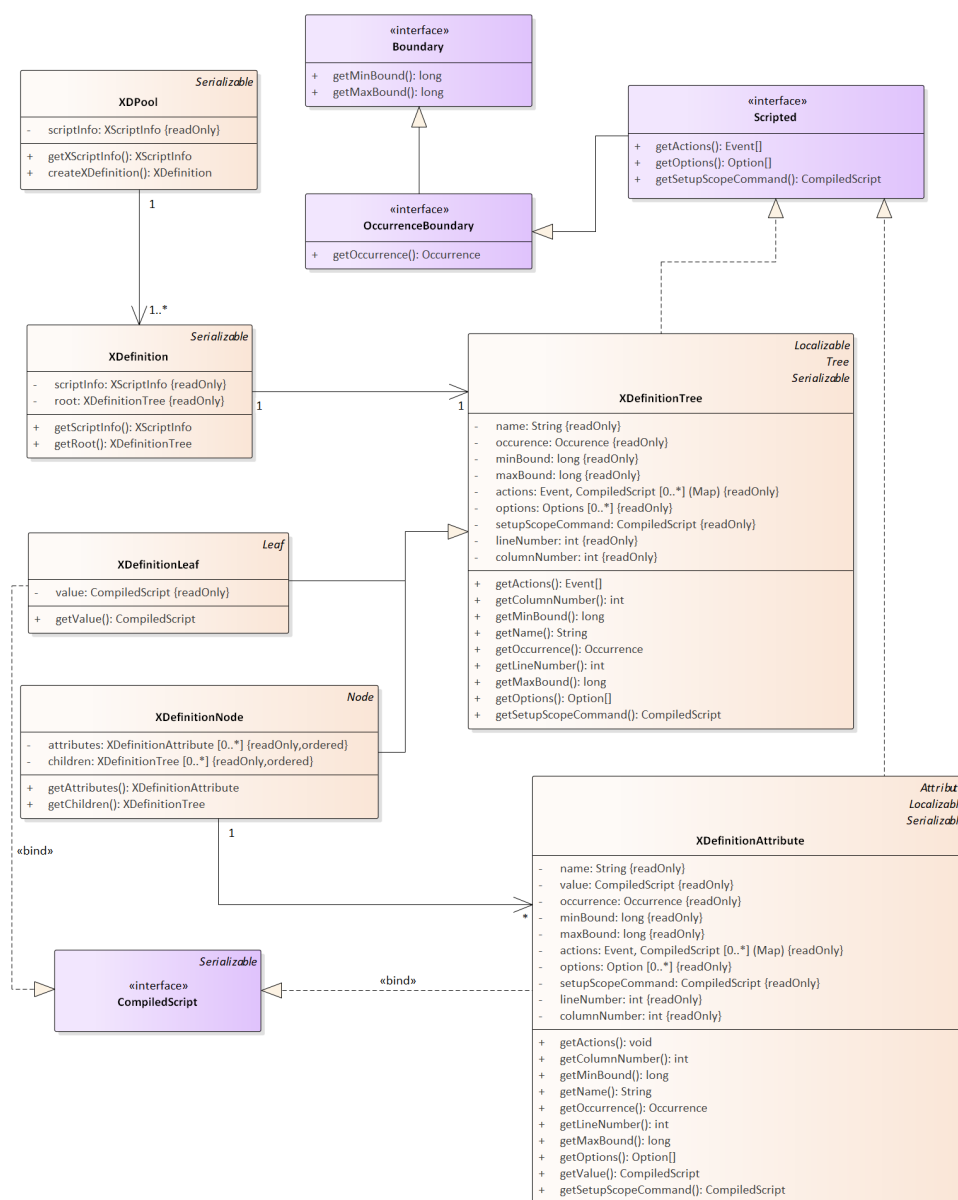 «interface»
Boundary
+ getMinBound(): long
+ getMaxBound(): long
Serializable
XDPool
- scriptInfo: XScriptInfo {readOnly}
+ getXScriptInfo(): XScriptInfo
+ createXDefinition(): XDefinition
«interface»
Scripted
+ getActions(): Event[]
+ getOptions(): Option[]
+ getSetupScopeCommand(): CompiledScript
1
«interface»
OccurrenceBoundary
+ getOccurrence(): Occurrence
1..*
Serializable
XDefinition
- scriptInfo: XScriptInfo {readOnly}
- root: XDefinitionTree {readOnly}
+ getScriptInfo(): XScriptInfo
+ getRoot(): XDefinitionTree
1
1
Localizable
Tree
Serializable
XDefinitionTree
- name: String {readOnly}
- occurence: Occurence {readOnly}
- minBound: long {readOnly}
- maxBound: long {readOnly}
- actions: Event, CompiledScript [0..*] (Map) {readOnly}
- options: Options [0..*] {readOnly}
- setupScopeCommand: CompiledScript {readOnly}
- lineNumber: int {readOnly}
- columnNumber: int {readOnly}
+ getActions(): Event[]
+ getColumnNumber(): int
+ getMinBound(): long
+ getName(): String
+ getOccurrence(): Occurrence
+ getLineNumber(): int
+ getMaxBound(): long
+ getOptions(): Option[]
+ getSetupScopeCommand(): CompiledScript
Leaf
XDefinitionLeaf
- value: CompiledScript {readOnly}
+ getValue(): CompiledScript
Node
XDefinitionNode
- attributes: XDefinitionAttribute [0..*] {readOnly,ordered}
- children: XDefinitionTree [0..*] {readOnly,ordered}
+ getAttributes(): XDefinitionAttribute
+ getChildren(): XDefinitionTree
1
«bind»
*
Attribut
Localizabl
Serializabl
XDefinitionAttribute
- name: String {readOnly}
- value: CompiledScript {readOnly}
- occurrence: Occurrence {readOnly}
- minBound: long {readOnly}
- maxBound: long {readOnly}
- actions: Event, CompiledScript [0..*] (Map) {readOnly}
- options: Option [0..*] {readOnly}
- setupScopeCommand: CompiledScript {readOnly}
- lineNumber: int {readOnly}
- columnNumber: int {readOnly}
+ getActions(): void
+ getColumnNumber(): int
+ getMinBound(): long
+ getName(): String
+ getOccurrence(): Occurrence
+ getLineNumber(): int
+ getMaxBound(): long
+ getOptions(): Option[]
+ getValue(): CompiledScript
+ getSetupScopeCommand(): CompiledScript
Serializable
«interface»
CompiledScript
«bind»